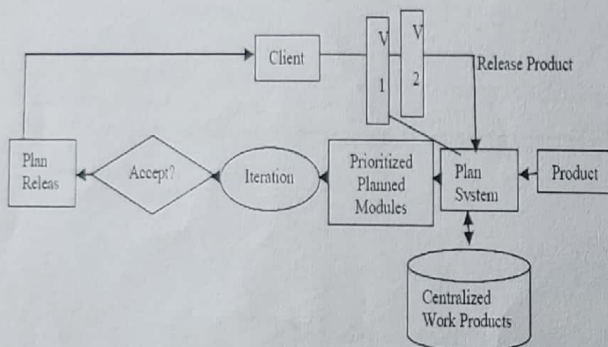 V
1
V
2
Client
Release Product
Plan
Releas
Accept?
Iteration
Prioritized
Planned
Modules
Plan
System
Product
Centralized
Work Products